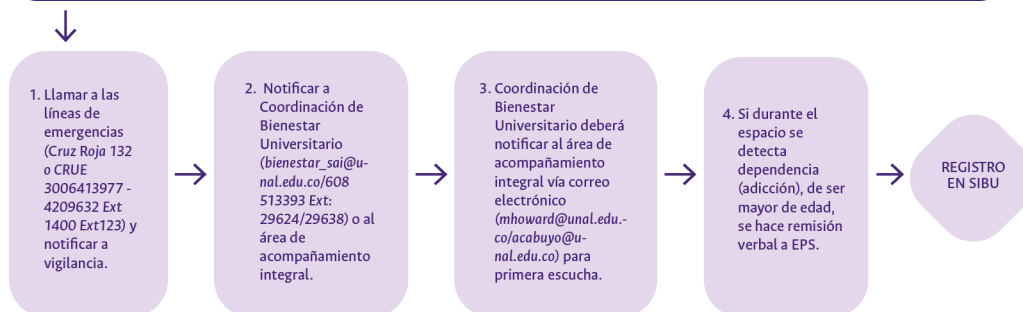 1. Llamar a las
líneas de
emergencias
(Cruz Roja 132
o CRUE
3006413977 -
4209632 Ext
1400 Ext123) y
notificar a
vigilancia.
2. Notificar a
Coordinación de
Bienestar
Universitario
(bienestar_sai@u-
nal.edu.co/608
513393 Ext:
29624/29638) o al
área de
acompañamiento
integral.
3. Coordinación de
Bienestar
Universitario deberá
notificar al área de
acompañamiento
integral vía correo
electrónico
(mhoward@unal.edu.-
co/acabuyo@u-
nal.edu.co) para
primera escucha.
4. Si durante el
espacio se
detecta
dependencia
(adicción), de ser
mayor de edad,
se hace remisión
verbal a EPS.
REGISTRO
EN SIBU